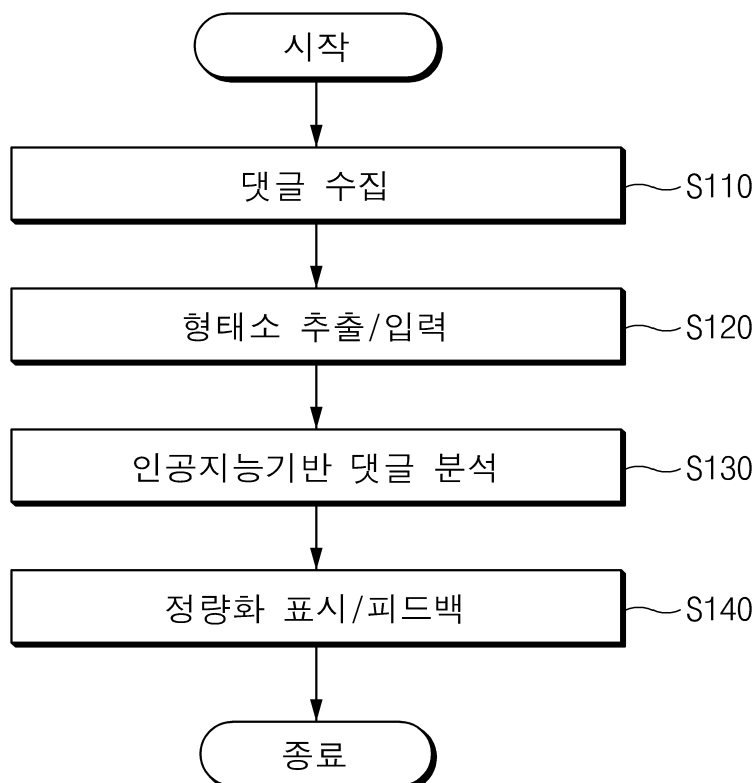 시작
댓글 수집
S110
형태소 추출/입력
S120
인공지능기반 댓글 분석
S130
정량화 표시/피드백
S140
종료